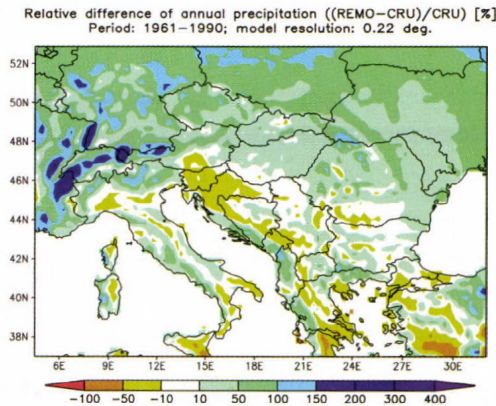 Relative difference of annual precipitation ((REMO−CRU)/CRU) [%]
Period: 1961−1990; model resolution: 0.22 deg.
52N
50N
48N
46N
44N
42N
40N
38N
6E 9E 12E 15E 18E 21E 24E 27E 30E
−100 −50 −10 10 50 100 150 200 300 400